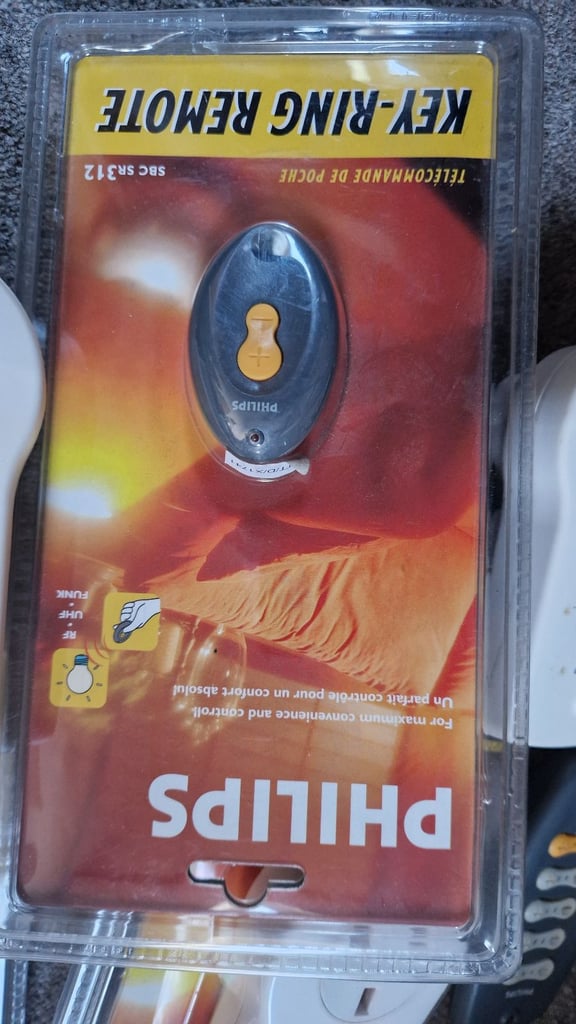 PHILIPS
For maximum convenience and controll.
Un parfait contrôle pour un confort absolu!
RF
•
UHF
•
FUNK
PHILIPS
+
−
TÉLÉCOMMANDE DE POCHE
SBC SR312
KEY-RING REMOTE